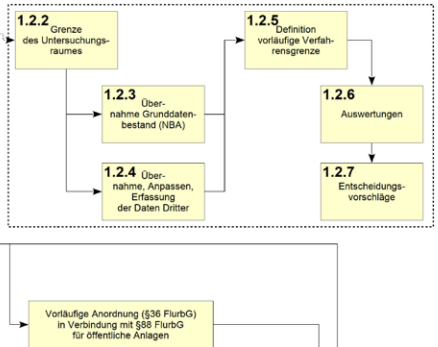 1.2.2
Grenze
des Untersuchungs-
raumes
1.2.5
Definition
vorläufige Verfah-
rensgrenze
1.2.3
Über-
nahme Grunddaten-
bestand (NBA)
1.2.6
Auswertungen
1.2.4
Über-
nahme, Anpassen,
Erfassung
der Daten Dritter
1.2.7
Entscheidungs-
vorschläge
Vorläufige Anordnung (§36 FlurbG)
in Verbindung mit §88 FlurbG
für öffentliche Anlagen